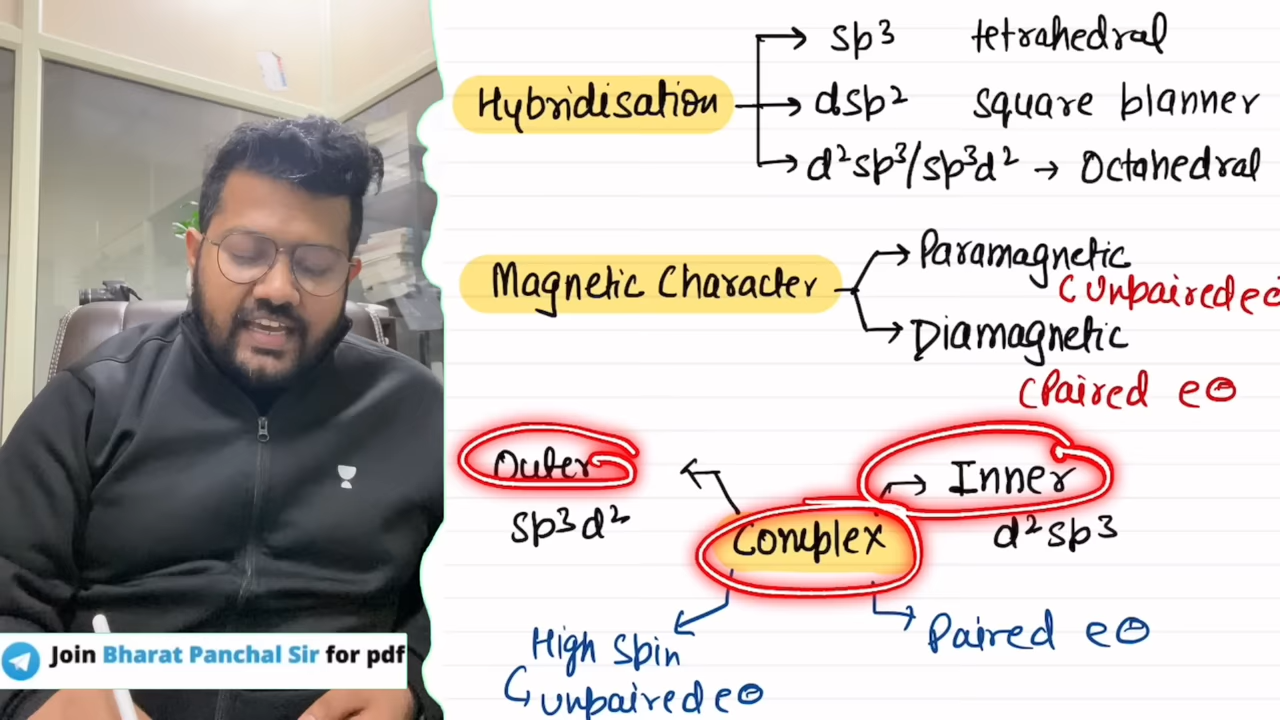 sp3 tetrahedral
Hybridisation → dsp2 square blanner
d²sp³/sp³d² → Octahedral
Paramagnetic
(unpaired e⊖
Magnetic Character
Diamagnetic
(Paired e⊖
Outer Inner
sp³d² Complex d²sp3
High Spin Paired e⊖
unpaired e⊖
Join Bharat Panchal Sir for pdf